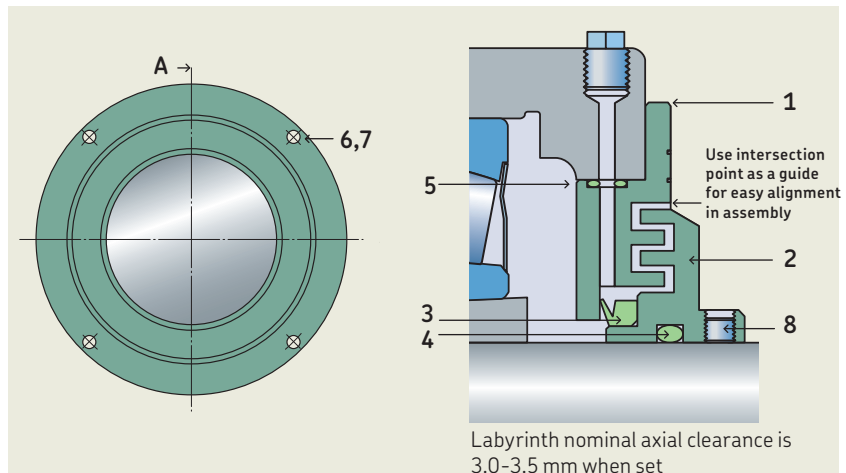 A
6,7
1
Use intersection
point as a guide
for easy alignment
in assembly
5
2
3
4
8
Labyrinth nominal axial clearance is
3,0-3,5 mm when set